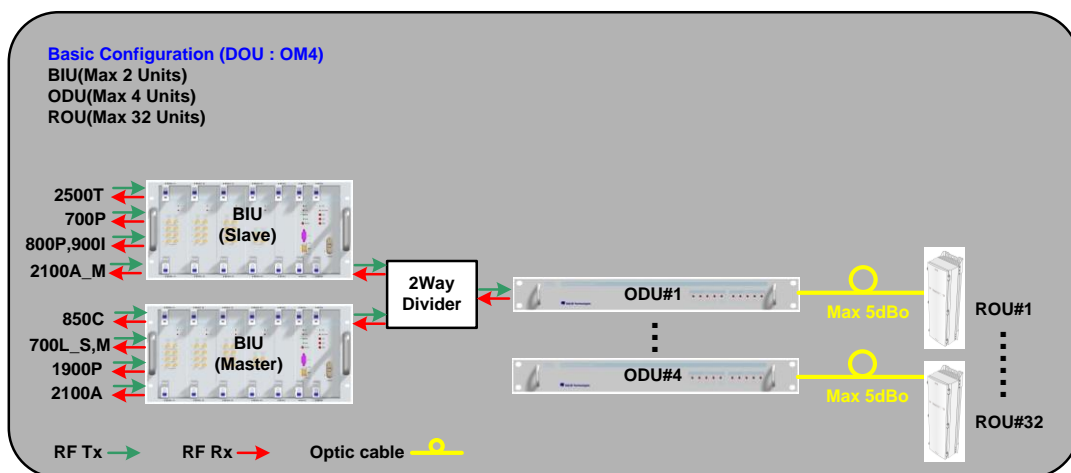 Basic Configuration (DOU : OM4)
BIU(Max 2 Units)
ODU(Max 4 Units)
ROU(Max 32 Units)
2500T
700P
800P,900I
2100A_M
BIU
(Slave)
850C
700L_S,M
1900P
2100A
BIU
(Master)
2Way
Divider
ODU#1
ODU#4
Max 5dBo
Max 5dBo
ROU#1
ROU#32
RF Tx
RF Rx
Optic cable